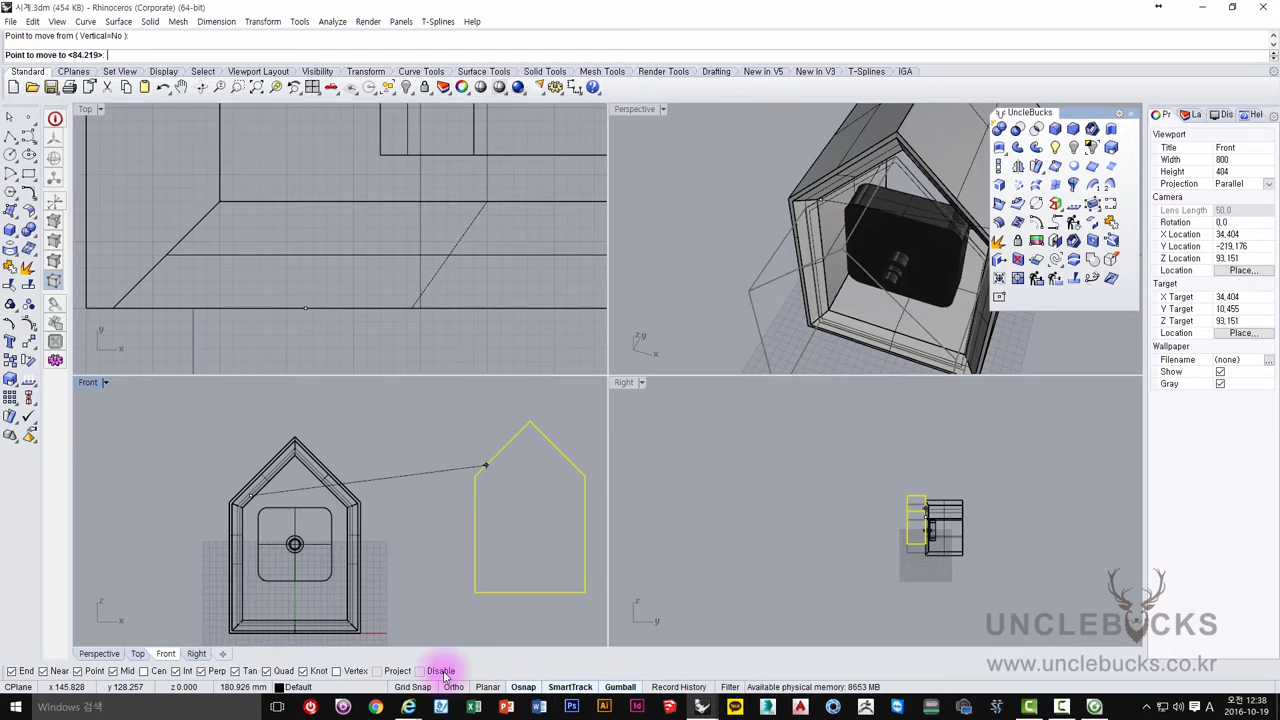 시계.3dm (454 KB) - Rhinoceros (Corporate) (64-bit)
File Edit View Curve Surface Solid Mesh Dimension Transform Tools Analyze Render Panels T-Splines Help
Point to move from ( Vertical=No ):
Point to move to <84.219>:
Standard CPlanes Set View Display Select Viewport Layout Visibility Transform Curve Tools Surface Tools Solid Tools Mesh Tools Render Tools Drafting New in V5 New in V3 T-Splines IGA
Top
Perspective
UncleBucks
Pr La Dis Hel
Viewport
Title Front
Width 800
Height 404
Projection Parallel
Camera
Lens Length 50,0
Rotation 0,0
X Location 34,404
Y Location -219,176
Z Location 93,151
Location Place...
Target
X Target 34,404
Y Target 10,455
Z Target 93,151
Location Place...
Wallpaper
Filename (none) ...
Show
Gray
y
x
z y
x
Front
Right
z
x
z
y
UNCLEBUCKS
www.unclebucks.co.kr
Perspective Top Front Right
End Near Point Mid Cen Int Perp Tan Quad Knot Vertex Project Disable
CPlane x 145.828 y 128.257 z 0.000 180.926 mm Default Grid Snap Ortho Planar Osnap SmartTrack Gumball Record History Filter Available physical memory: 8653 MB
Windows 검색
오전 12:38
2016-10-19